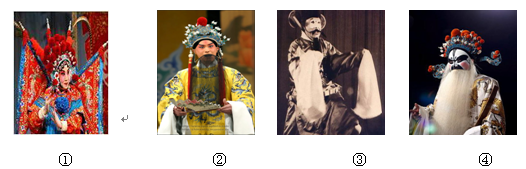 ① ② ③ ④